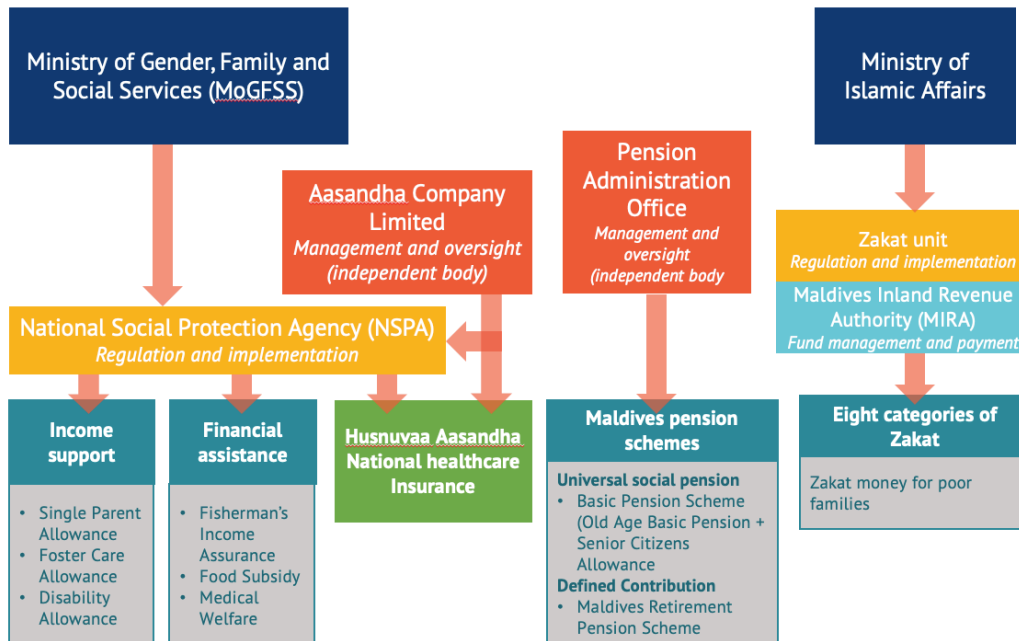 Ministry of Gender, Family and
Social Services (MoGFSS)
Ministry of
Islamic Affairs
Aasandha Company
Limited
Management and oversight
(independent body)
Pension
Administration
Office
Management and
oversight
(independent body
Zakat unit
Regulation and implementation
Maldives Inland Revenue
Authority (MIRA)
Fund management and payment
National Social Protection Agency (NSPA)
Regulation and implementation
Income
support
• Single Parent
Allowance
• Foster Care
Allowance
• Disability
Allowance
Financial
assistance
• Fisherman's
Income
Assurance
• Food Subsidy
• Medical
Welfare
Husnuvaa Aasandha
National healthcare
Insurance
Maldives pension
schemes
Universal social pension
• Basic Pension Scheme
(Old Age Basic Pension +
Senior Citizens
Allowance
Defined Contribution
• Maldives Retirement
Pension Scheme
Eight categories of
Zakat
Zakat money for poor
families